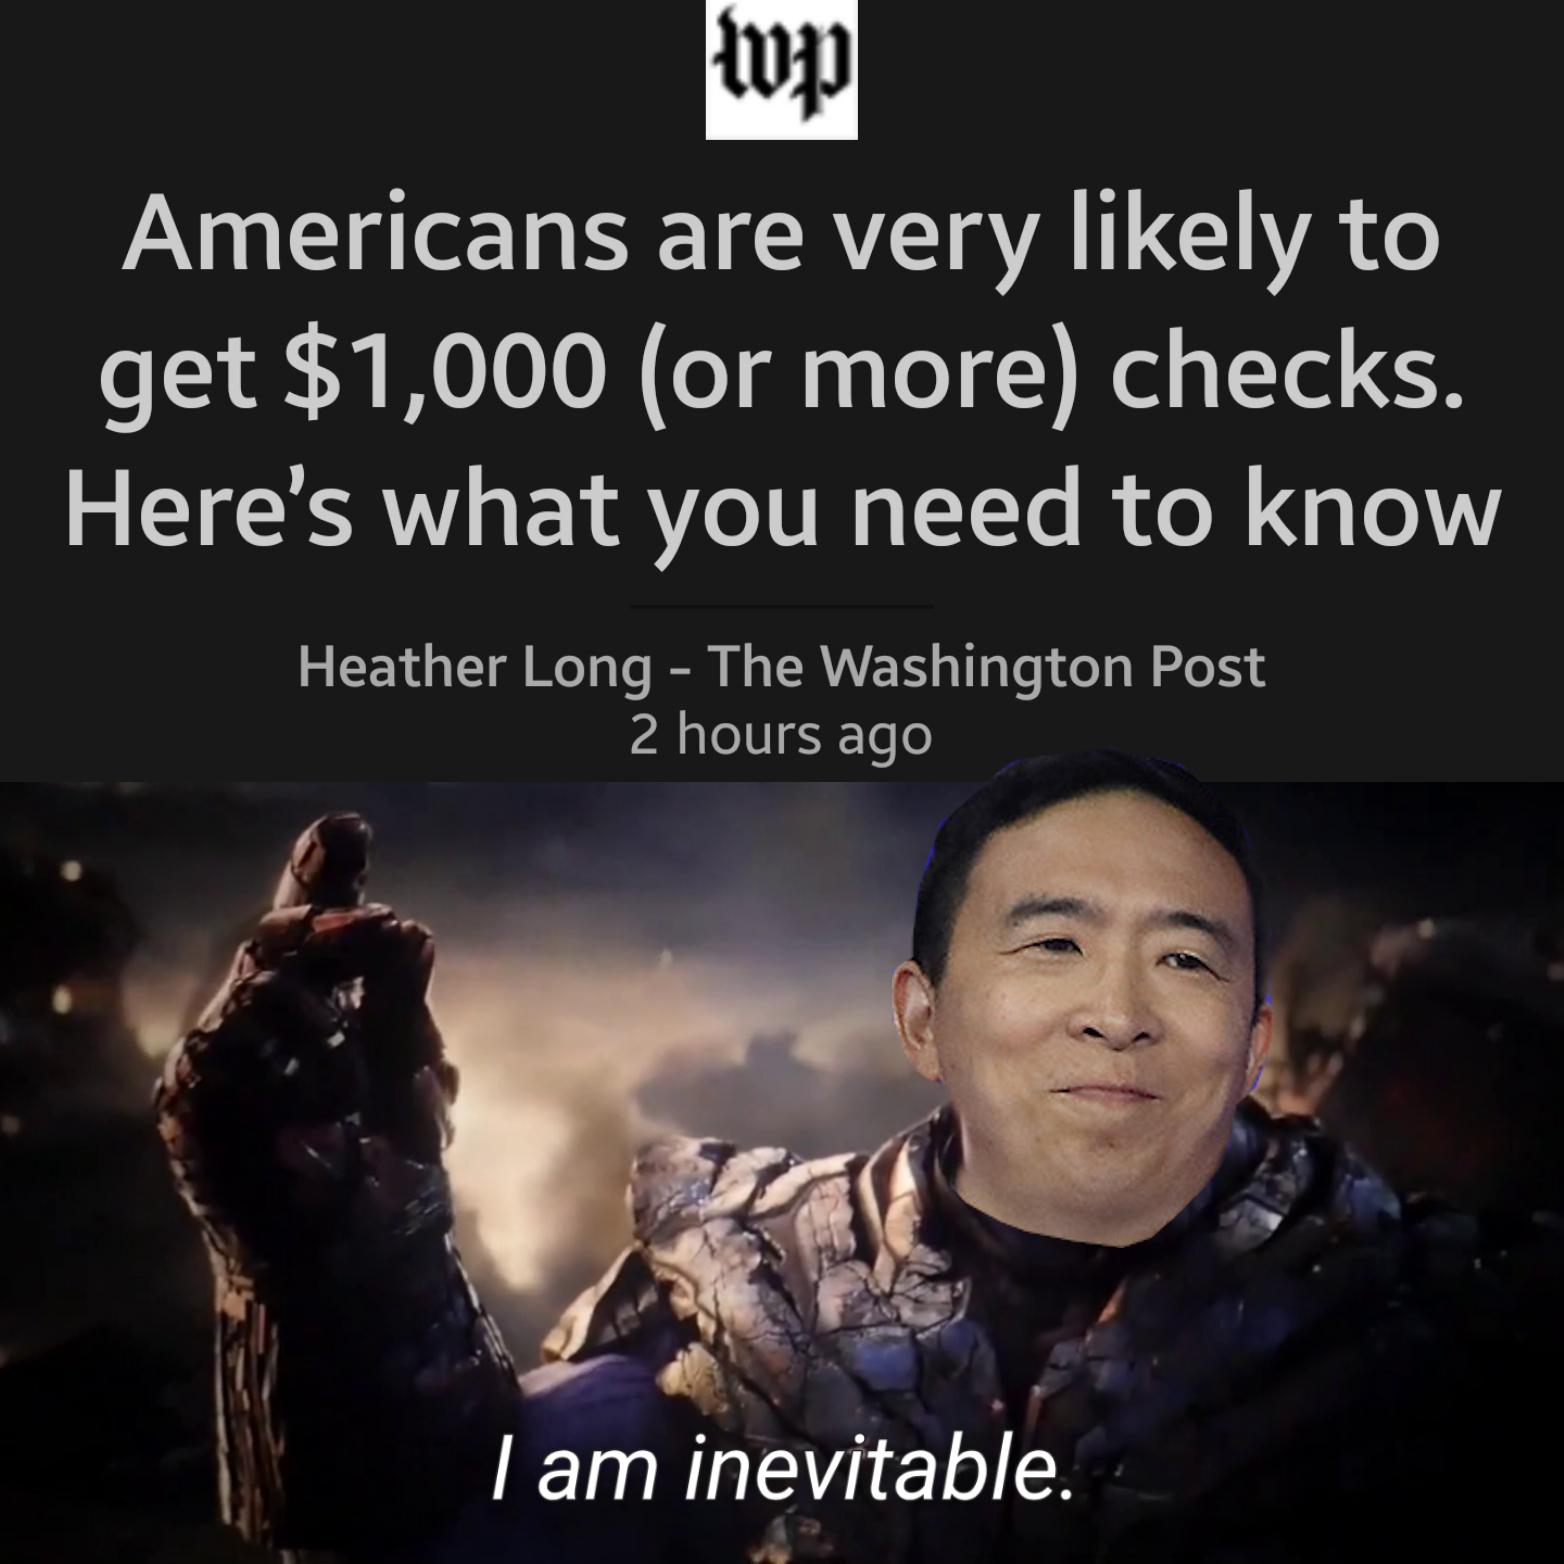 wp
Americans are very likely to
get $1,000 (or more) checks.
Here’s what you need to know
Heather Long - The Washington Post
2 hours ago
I am inevitable.